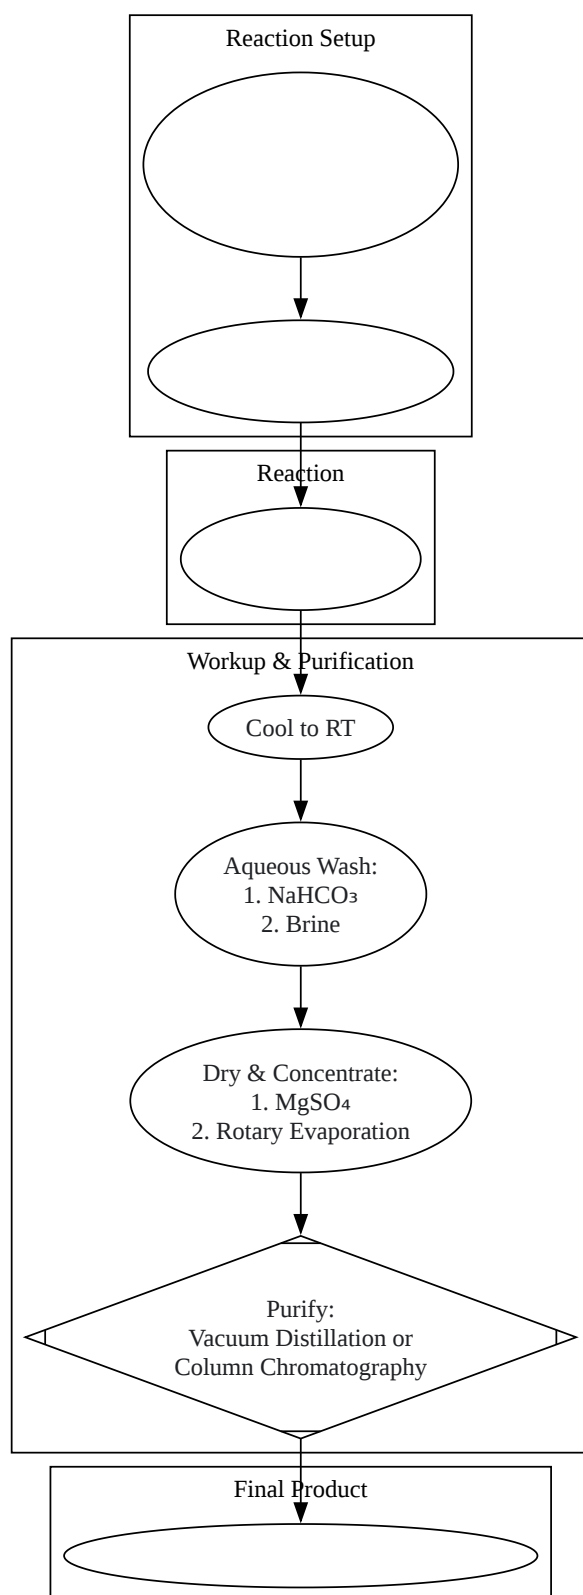 Reaction Setup
Reaction
Workup & Purification
Cool to RT
Aqueous Wash:
1. NaHCO₃
2. Brine
Dry & Concentrate:
1. MgSO₄
2. Rotary Evaporation
Purify:
Vacuum Distillation or
Column Chromatography
Final Product